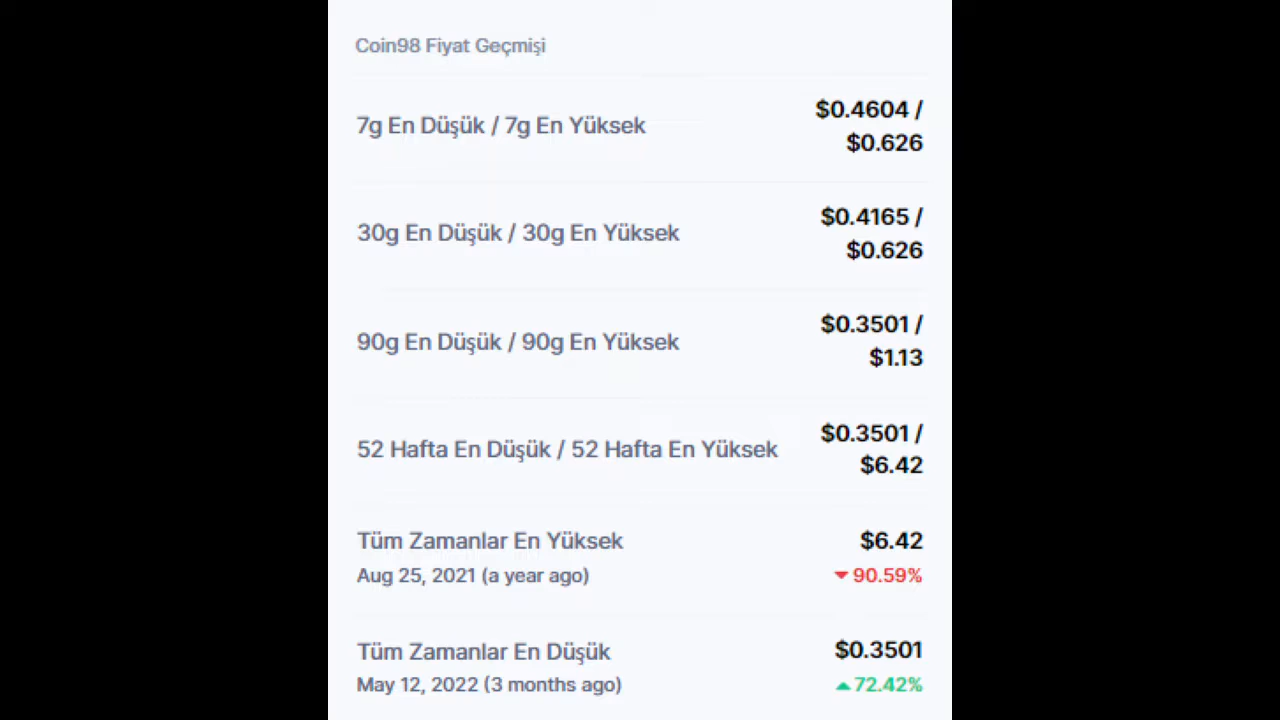 Coin98 Fiyat Geçmişi
7g En Düşük / 7g En Yüksek
$0.4604 /
$0.626
30g En Düşük / 30g En Yüksek
$0.4165 /
$0.626
90g En Düşük / 90g En Yüksek
$0.3501 /
$1.13
52 Hafta En Düşük / 52 Hafta En Yüksek
$0.3501 /
$6.42
Tüm Zamanlar En Yüksek $6.42
Aug 25, 2021 (a year ago) 90.59%
Tüm Zamanlar En Düşük $0.3501
May 12, 2022 (3 months ago) 72.42%